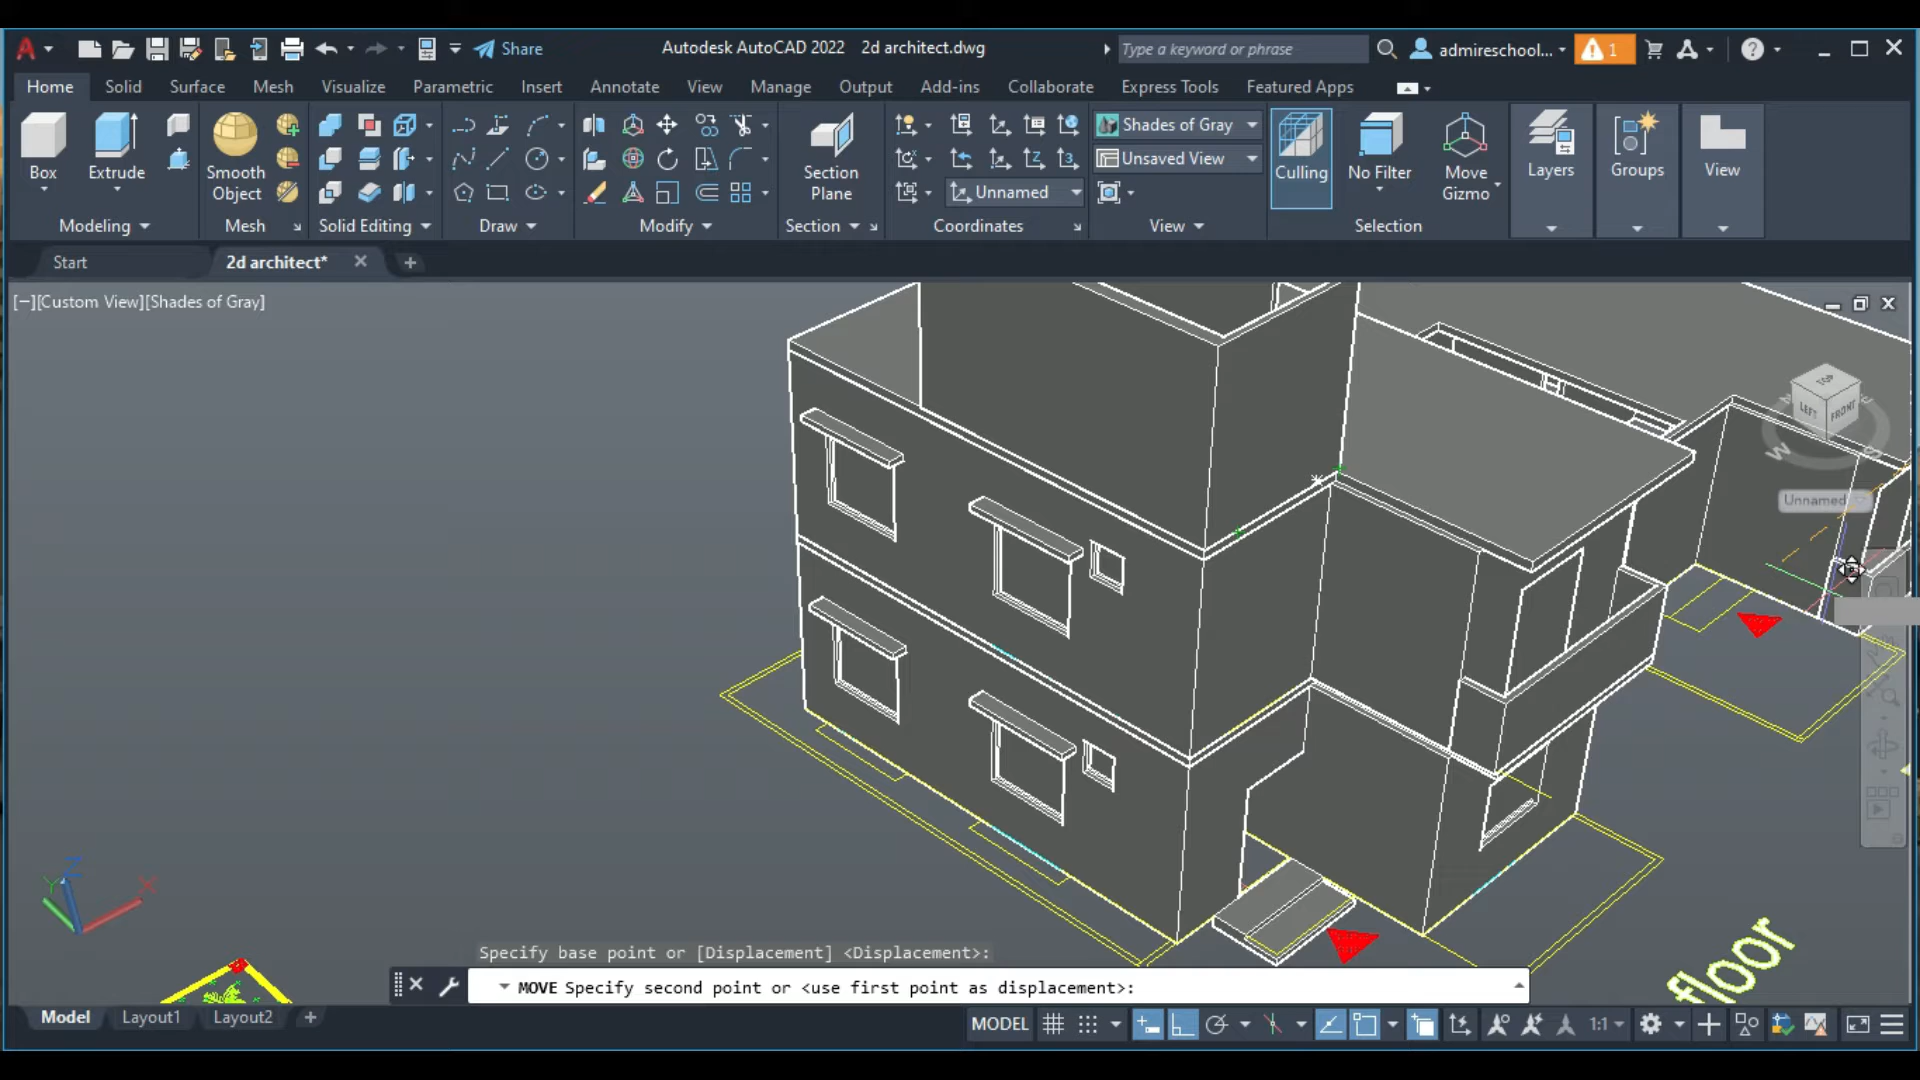 Share
Autodesk AutoCAD 2022 2d architect.dwg
Type a keyword or phrase
admireschool...
1
Home Solid Surface Mesh Visualize Parametric Insert Annotate View Manage Output Add-ins Collaborate Express Tools Featured Apps
Shades of Gray
Unsaved View
Unnamed
Box Extrude Smooth Object Section Plane Culling No Filter Move Gizmo Layers Groups View
Modeling Mesh Solid Editing Draw Modify Section Coordinates View Selection
Start 2d architect*
[−][Custom View][Shades of Gray]
TOP
LEFT FRONT
W
Unnamed
floor
X
Y
Specify base point or [Displacement] <Displacement>:
MOVE Specify second point or <use first point as displacement>:
Model Layout1 Layout2
MODEL 1:1